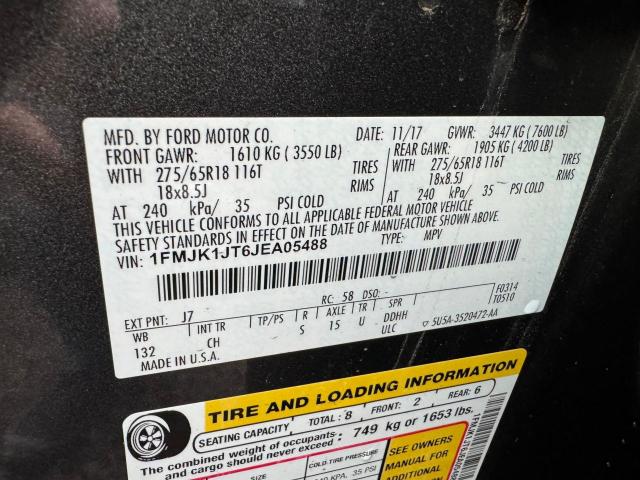 MFD. BY FORD MOTOR CO. DATE: 11/17 GVWR: 3447 KG (7600 LB)
FRONT GAWR: 1610 KG (3550 LB) REAR GAWR: 1905 KG (4200 LB)
WITH 275/65R18 116T TIRES 275/65R18 116T TIRES
18x8.5J RIMS 18x8.5J RIMS
AT 240 kPa/ 35 PSI COLD AT 240 kPa/ 35 PSI COLD
THIS VEHICLE CONFORMS TO ALL APPLICABLE FEDERAL MOTOR VEHICLE
SAFETY STANDARDS IN EFFECT ON THE DATE OF MANUFACTURE SHOWN ABOVE.
VIN: 1FMJK1JT6JEA05488 TYPE: MPV
EXT PNT: J7 RC: 58 DSO:
WB INT TR TP/PS R AXLE TR SPR F0314
132 CH S 15 U DDHH T0510
ULC 5U5A-3520472-AA
MADE IN U.S.A.
TIRE AND LOADING INFORMATION
SEATING CAPACITY TOTAL: 8 FRONT: 2 REAR: 6
The combined weight of occupants
and cargo should never exceed: 749 kg or 1653 lbs.
SIZE COLD TIRE PRESSURE SEE OWNERS
KPA, 35 PSI MANUAL FOR
ADDITIONAL